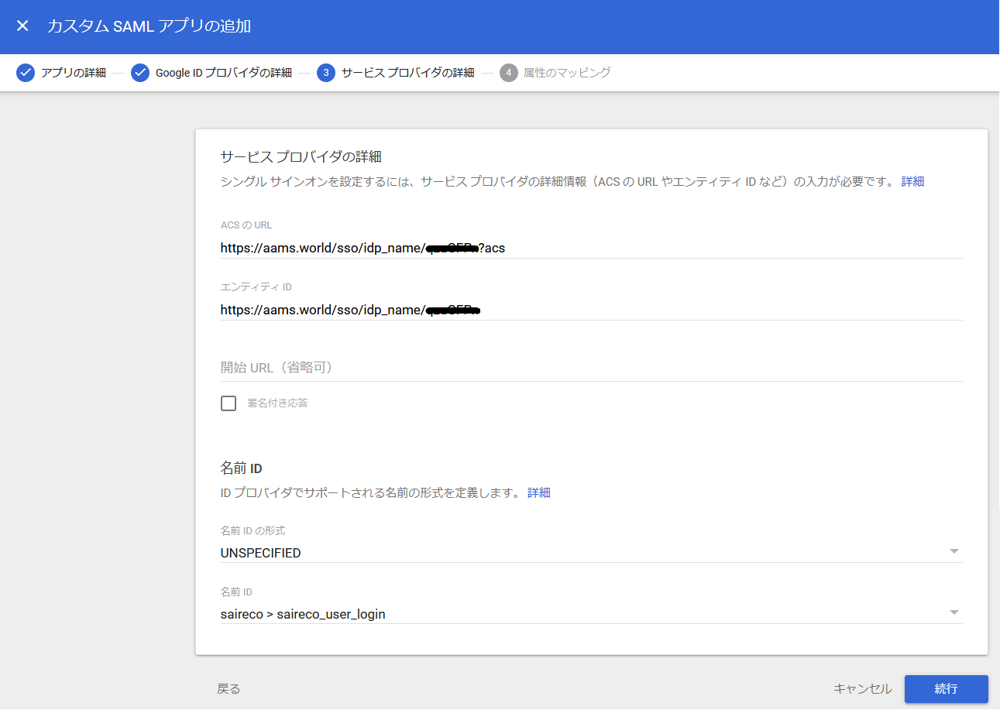 カスタム SAML アプリの追加
アプリの詳細
Google ID プロバイダの詳細
3 サービス プロバイダの詳細
4 属性のマッピング
サービス プロバイダの詳細
シングル サインオンを設定するには、サービス プロバイダの詳細情報（ACS の URL やエンティティ ID など）の入力が必要です。 詳細
ACS の URL
https://aams.world/sso/idp_name/ ?acs
エンティティ ID
https://aams.world/sso/idp_name/
開始 URL（省略可）
署名付き応答
名前 ID
ID プロバイダでサポートされる名前の形式を定義します。 詳細
名前 ID の形式
UNSPECIFIED
名前 ID
saireco > saireco_user_login
戻る
キャンセル
続行